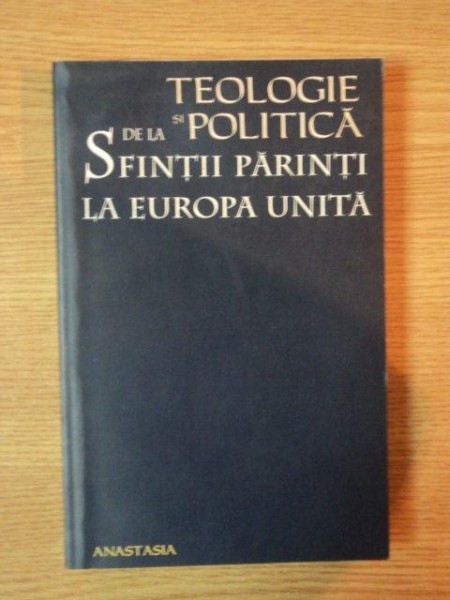 TEOLOGIE
ȘI POLITICĂ
DE LA
SFINȚII PĂRINȚI
LA EUROPA UNITĂ
ANASTASIA